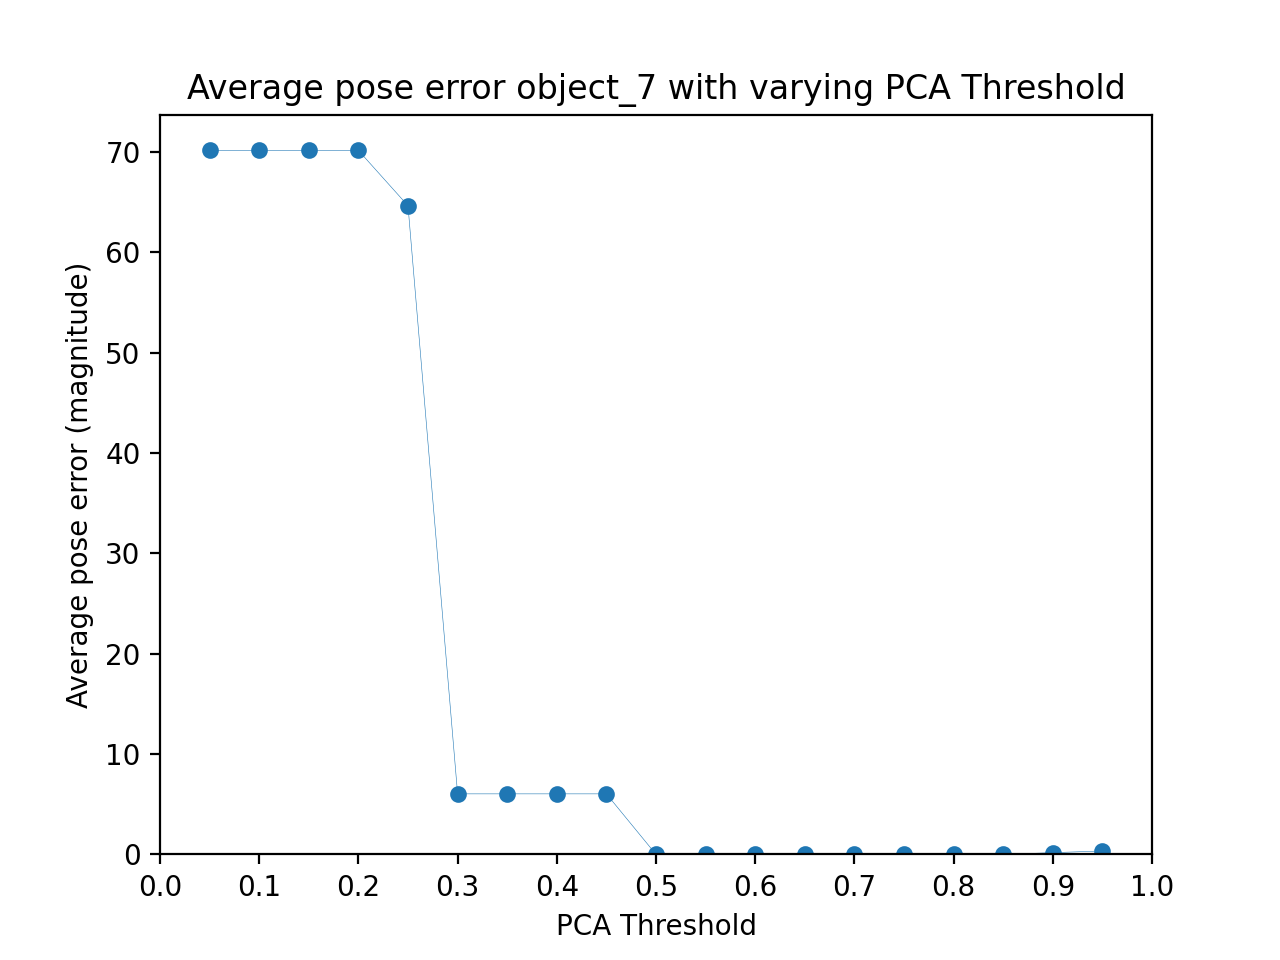 Average pose error object_7 with varying PCA Threshold
70
60
50
40
30
20
10
0
Average pose error (magnitude)
0.0 0.1 0.2 0.3 0.4 0.5 0.6 0.7 0.8 0.9 1.0
PCA Threshold